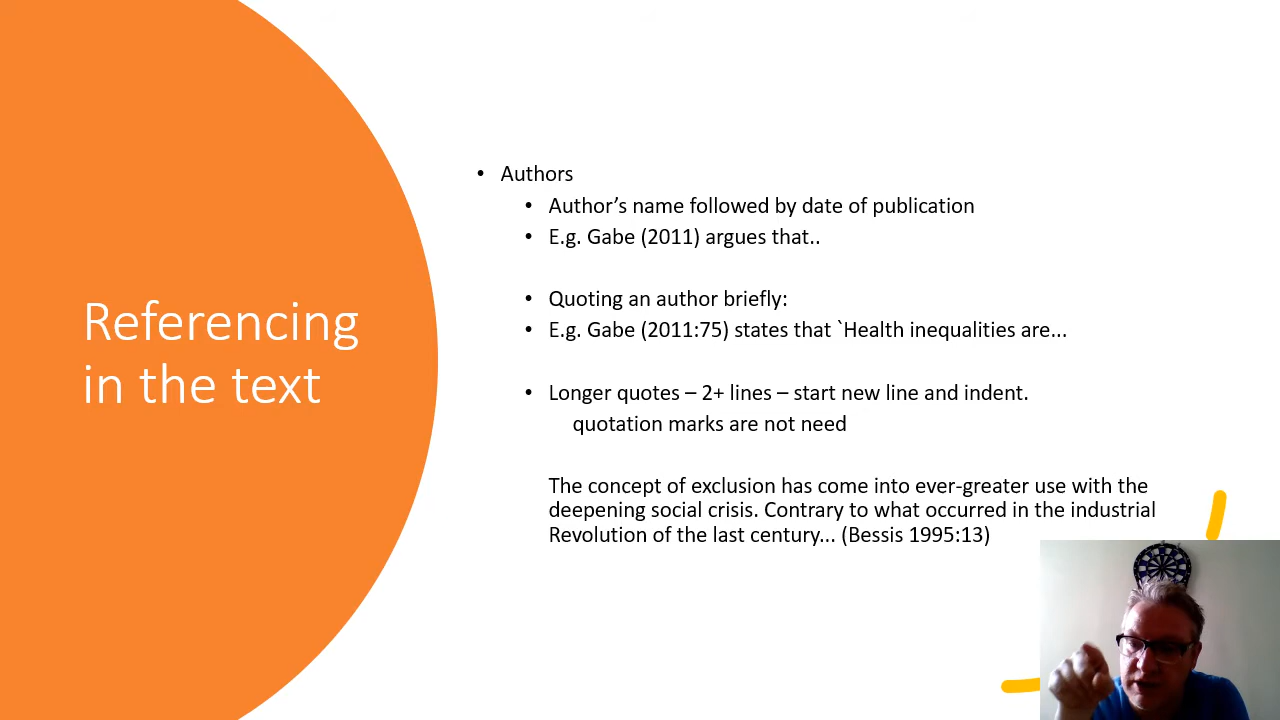 Referencing
in the text
• Authors
• Author’s name followed by date of publication
• E.g. Gabe (2011) argues that..
• Quoting an author briefly:
• E.g. Gabe (2011:75) states that `Health inequalities are...
• Longer quotes – 2+ lines – start new line and indent.
quotation marks are not need
The concept of exclusion has come into ever-greater use with the
deepening social crisis. Contrary to what occurred in the industrial
Revolution of the last century... (Bessis 1995:13)